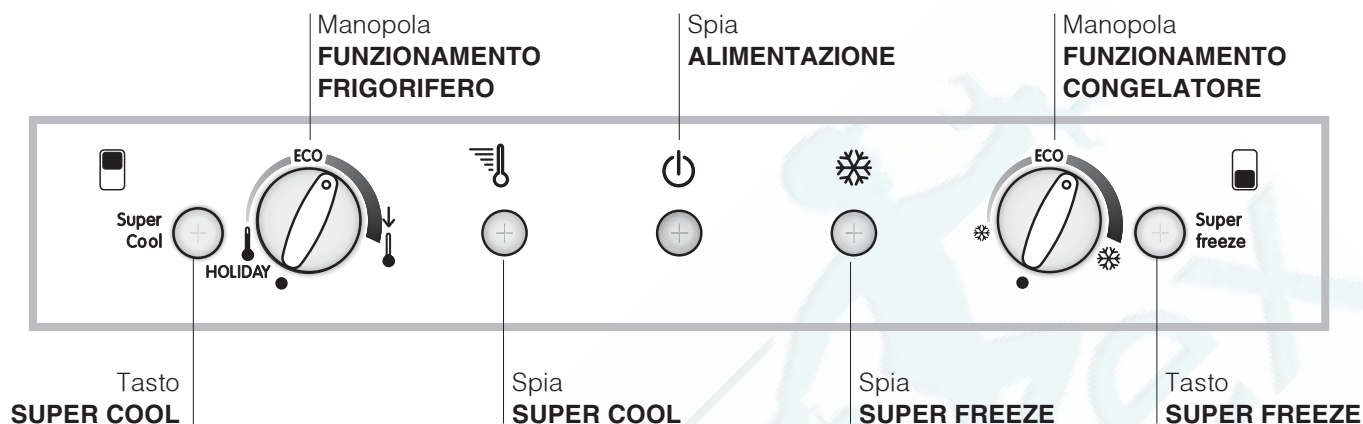 Manopola
FUNZIONAMENTO
FRIGORIFERO
Spia
ALIMENTAZIONE
Manopola
FUNZIONAMENTO
CONGELATORE
ECO
ECO
Super
Cool
HOLIDAY
Super
freeze
Tasto
SUPER COOL
Spia
SUPER COOL
Spia
SUPER FREEZE
Tasto
SUPER FREEZE